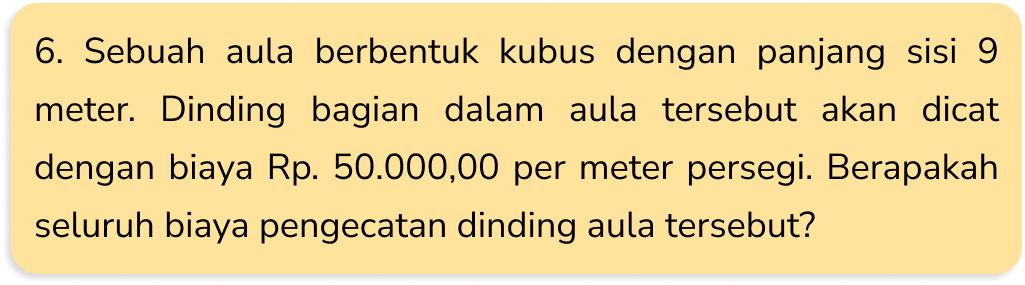 6. Sebuah aula berbentuk kubus dengan panjang sisi 9
meter. Dinding bagian dalam aula tersebut akan dicat
dengan biaya Rp. 50.000,00 per meter persegi. Berapakah
seluruh biaya pengecatan dinding aula tersebut?